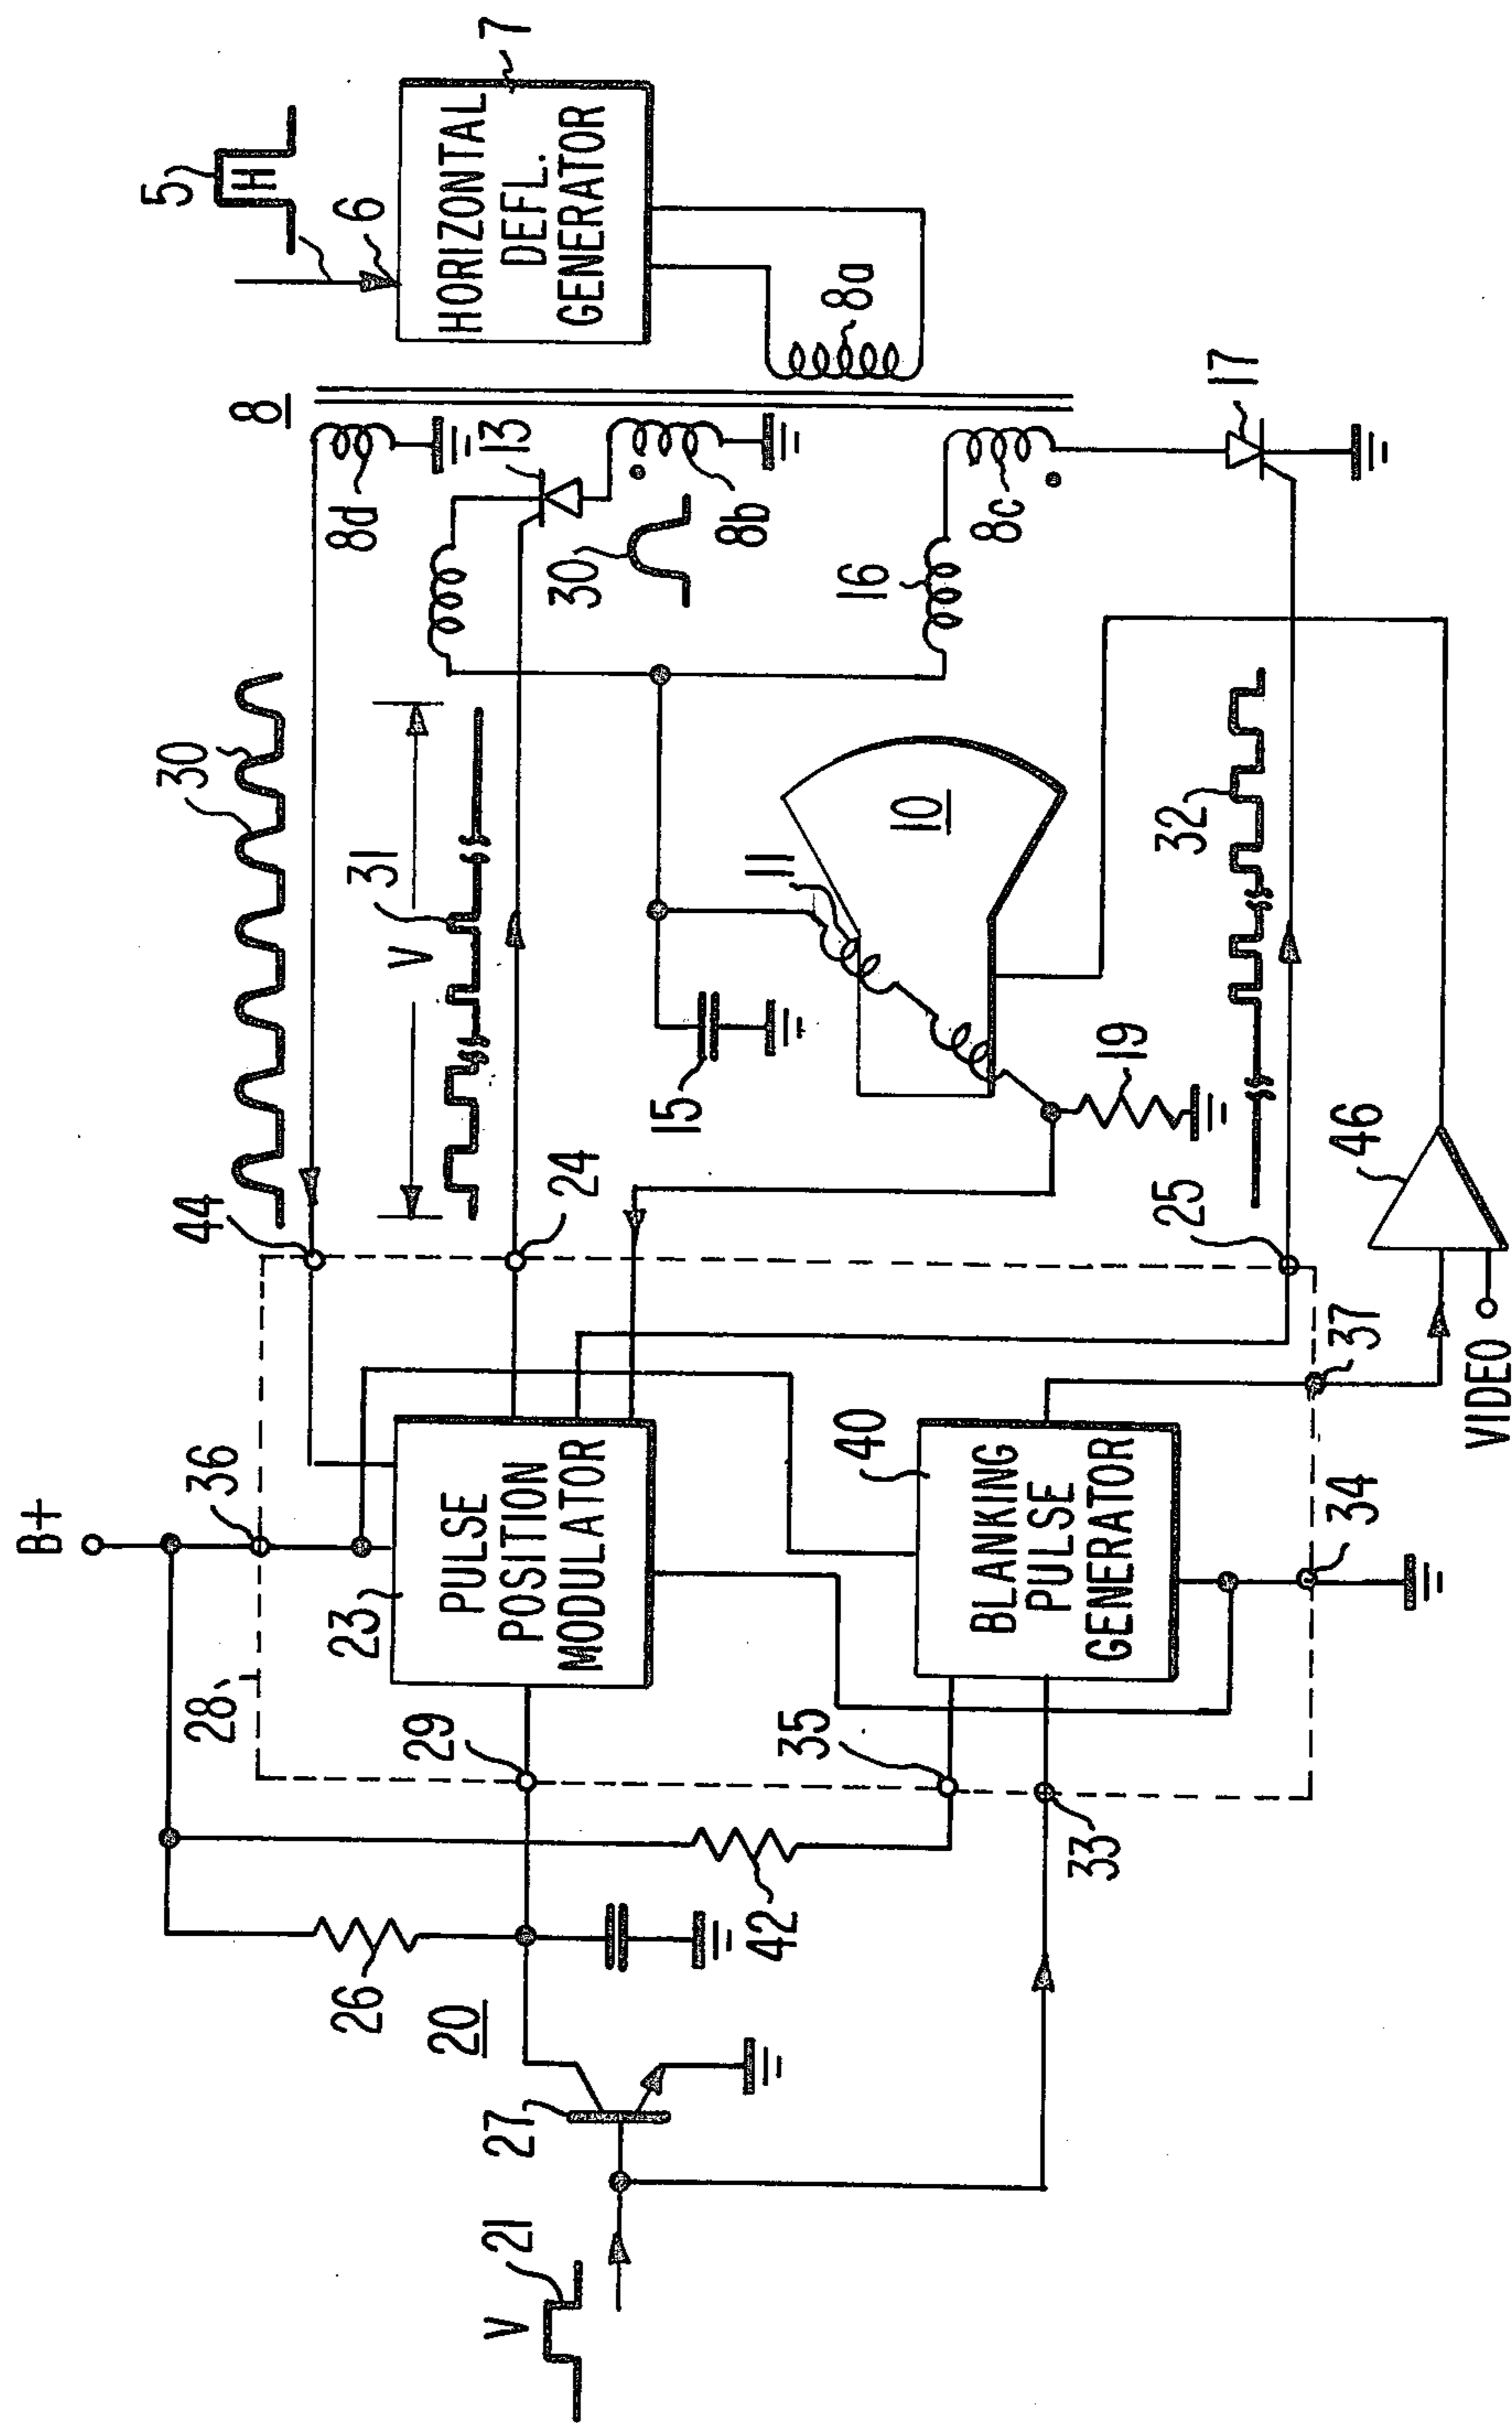 B+
36
28
23
PULSE
POSITION
MODULATOR
44
30
8
8d
5
H
6
7
HORIZONTAL
DEFL.
GENERATOR
8a
31
V
13
30
8b
24
29
26
20
27
V
21
42
35
33
40
BLANKING
PULSE
GENERATOR
34
37
VIDEO
46
25
32
15
11
10
19
16
8c
17